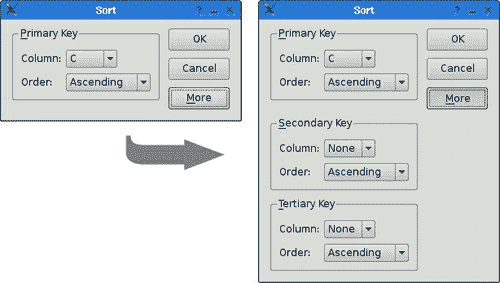 Sort
Primary Key
Column: C
Order: Ascending
OK
Cancel
More
Sort
Primary Key
Column: C
Order: Ascending
OK
Cancel
More
Secondary Key
Column: None
Order: Ascending
Tertiary Key
Column: None
Order: Ascending